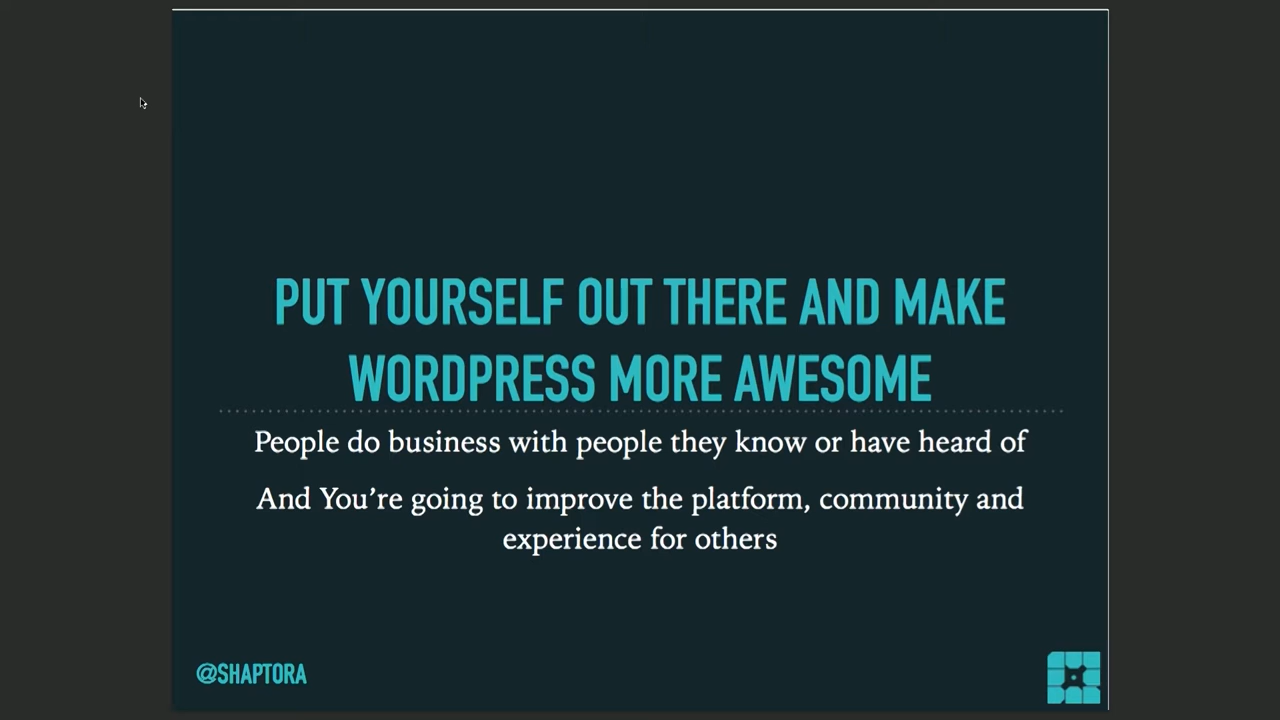 PUT YOURSELF OUT THERE AND MAKE
WORDPRESS MORE AWESOME
People do business with people they know or have heard of
And You’re going to improve the platform, community and
experience for others
@SHAPTORA